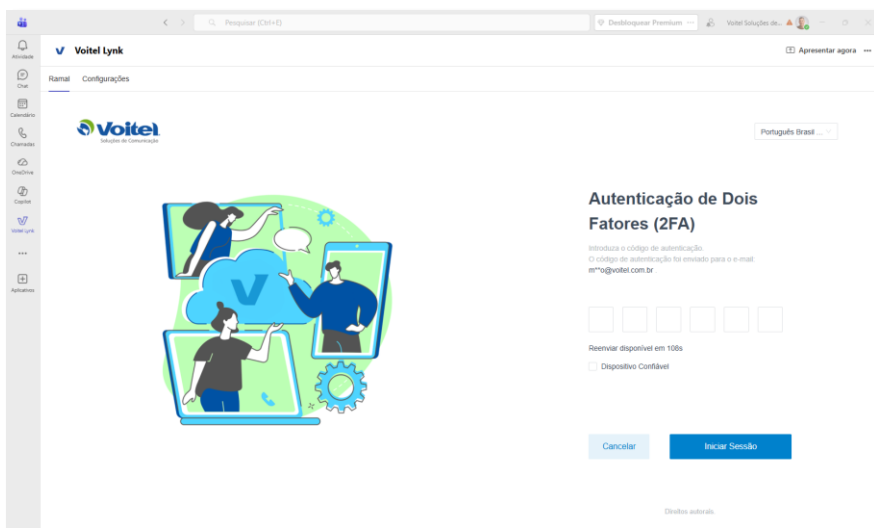 Pesquisar (Ctrl+E)
Desbloquear Premium
Voitel Soluções de...
Atividade
Chat
Calendário
Chamadas
OneDrive
Copilot
Voitel Lynk
Aplicativos
Voitel Lynk
Apresentar agora
Ramal Configurações
Voitel
Soluções de Comunicação
Português Brasil ...
Autenticação de Dois
Fatores (2FA)
Introduza o código de autenticação.
O código de autenticação foi enviado para o e-mail:
m**o@voitel.com.br
Reenviar disponível em 108s
Dispositivo Confiável
Cancelar
Iniciar Sessão
Direitos autorais